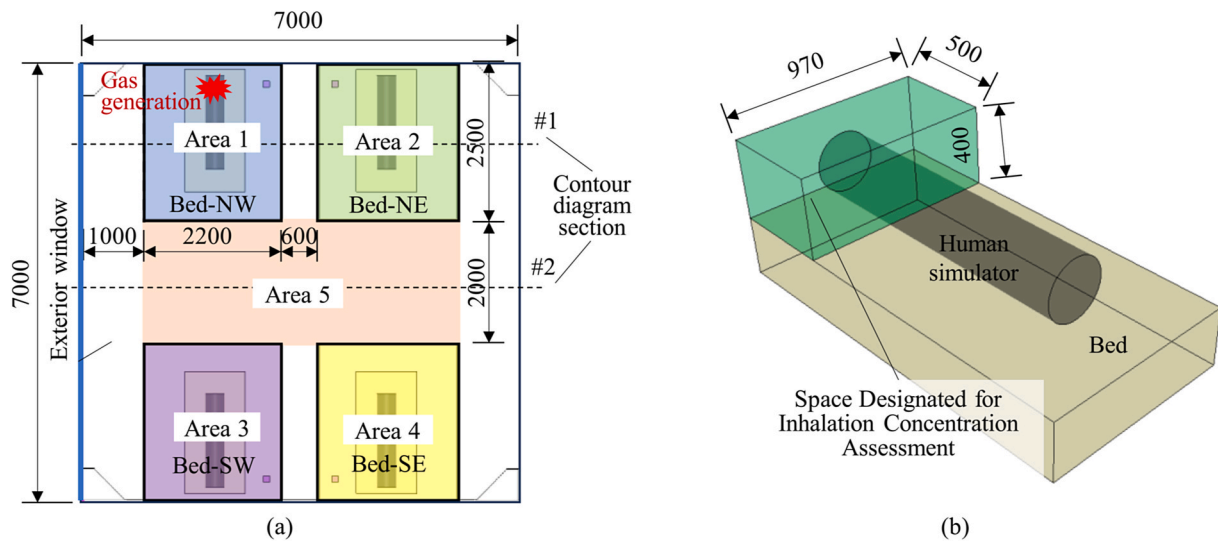 7000
Gas
generation
Area 1
Bed-NW
Area 2
Bed-NE
#1
2500
Contour
diagram
section
7000
1000
2200
600
Exterior window
2000
#2
Area 5
Area 3
Bed-SW
Area 4
Bed-SE
(a)
970
500
400
Human
simulator
Bed
Space Designated for
Inhalation Concentration
Assessment
(b)